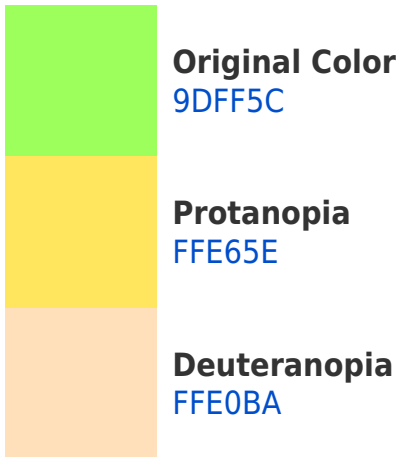 Original Color
9DFF5C
Protanopia
FFE65E
Deuteranopia
FFE0BA